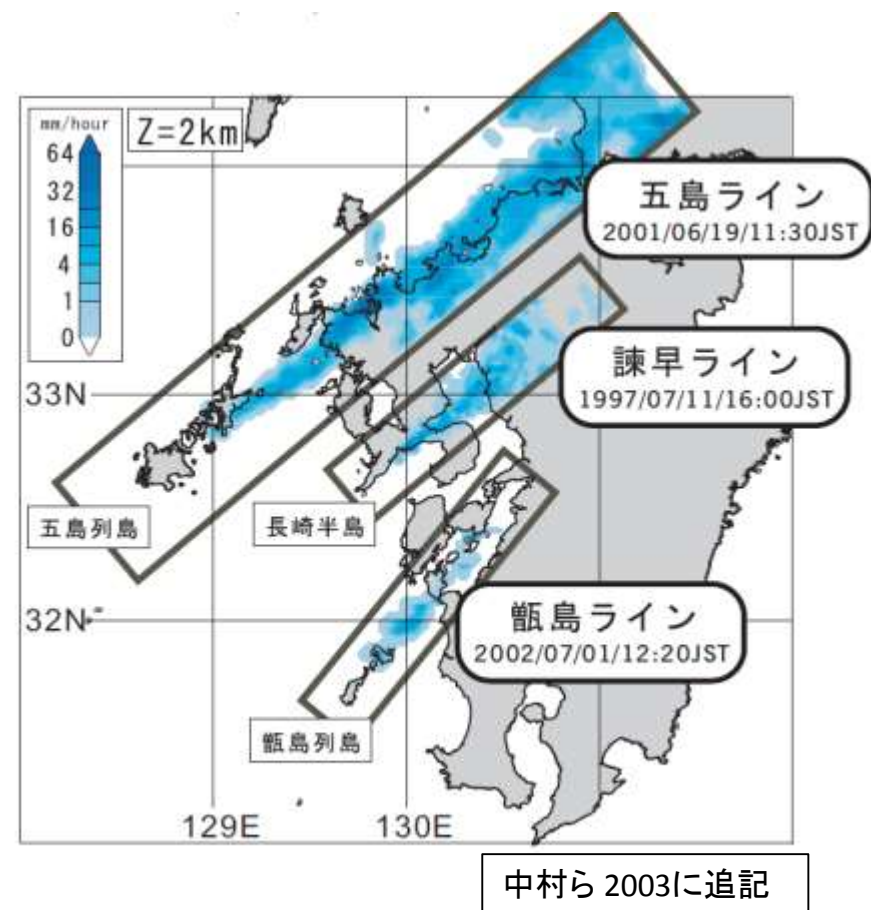 mm/hour
64
32
16
4
1
0
Z=2km
五島ライン
2001/06/19/11:30JST
諫早ライン
1997/07/11/16:00JST
33N
五島列島
長崎半島
32N
甑島ライン
2002/07/01/12:20JST
甑島列島
129E
130E
中村ら 2003に追記